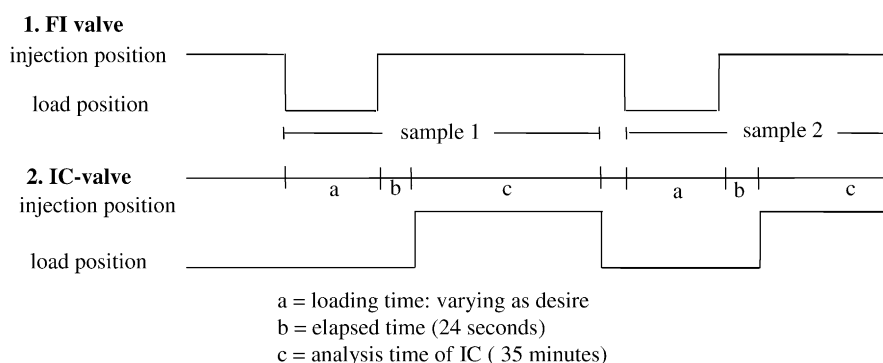 1. FI valve
injection position
load position
sample 1
sample 2
2. IC-valve
a b c a b c
injection position
load position
a = loading time: varying as desire
b = elapsed time (24 seconds)
c = analysis time of IC ( 35 minutes)